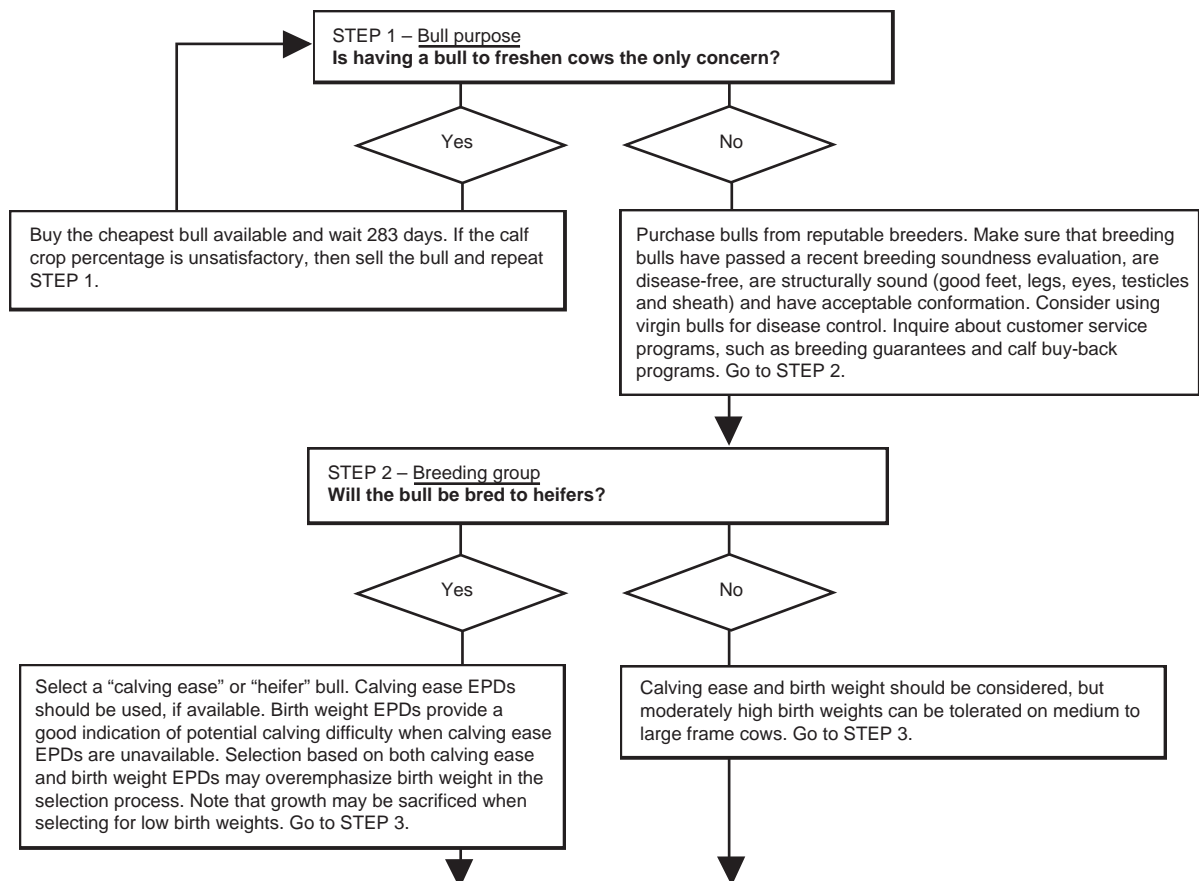 STEP 1 – Bull purpose
Is having a bull to freshen cows the only concern?
Yes
No
Buy the cheapest bull available and wait 283 days. If the calf
crop percentage is unsatisfactory, then sell the bull and repeat
STEP 1.
Purchase bulls from reputable breeders. Make sure that breeding
bulls have passed a recent breeding soundness evaluation, are
disease-free, are structurally sound (good feet, legs, eyes, testicles
and sheath) and have acceptable conformation. Consider using
virgin bulls for disease control. Inquire about customer service
programs, such as breeding guarantees and calf buy-back
programs. Go to STEP 2.
STEP 2 – Breeding group
Will the bull be bred to heifers?
Yes
No
Select a “calving ease” or “heifer” bull. Calving ease EPDs
should be used, if available. Birth weight EPDs provide a
good indication of potential calving difficulty when calving ease
EPDs are unavailable. Selection based on both calving ease
and birth weight EPDs may overemphasize birth weight in the
selection process. Note that growth may be sacrificed when
selecting for low birth weights. Go to STEP 3.
Calving ease and birth weight should be considered, but
moderately high birth weights can be tolerated on medium to
large frame cows. Go to STEP 3.